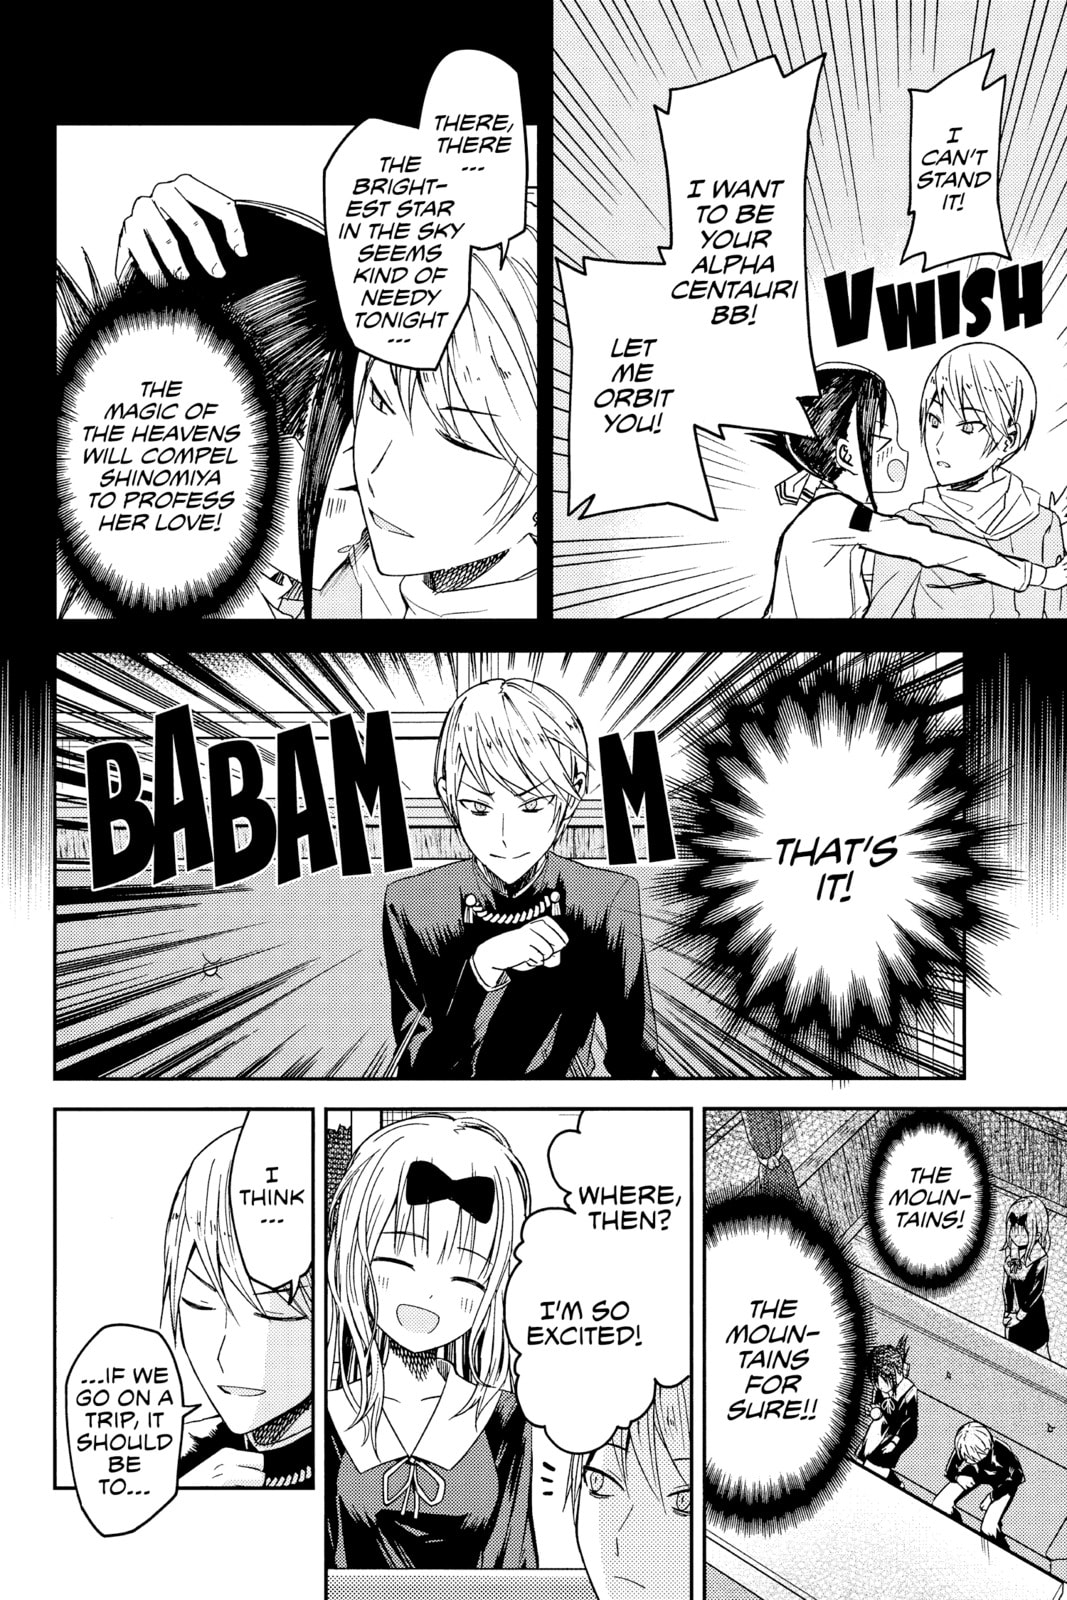 I
CAN'T
STAND
IT!
VWISH
I WANT
TO BE
YOUR
ALPHA
CENTAURI
BB!
LET
ME
ORBIT
YOU!
THERE,
THERE
...
THE
BRIGHT-
EST STAR
IN THE SKY
SEEMS
KIND OF
NEEDY
TONIGHT
...
THE
MAGIC OF
THE HEAVENS
WILL COMPEL
SHINOMIYA
TO PROFESS
HER LOVE!
THAT'S
IT!
BABAM M
THE
MOUN-
TAINS!
THE
MOUN-
TAINS
FOR
SURE!!
WHERE,
THEN?
I'M SO
EXCITED!
I
THINK
...
...IF WE
GO ON A
TRIP, IT
SHOULD
BE
TO...